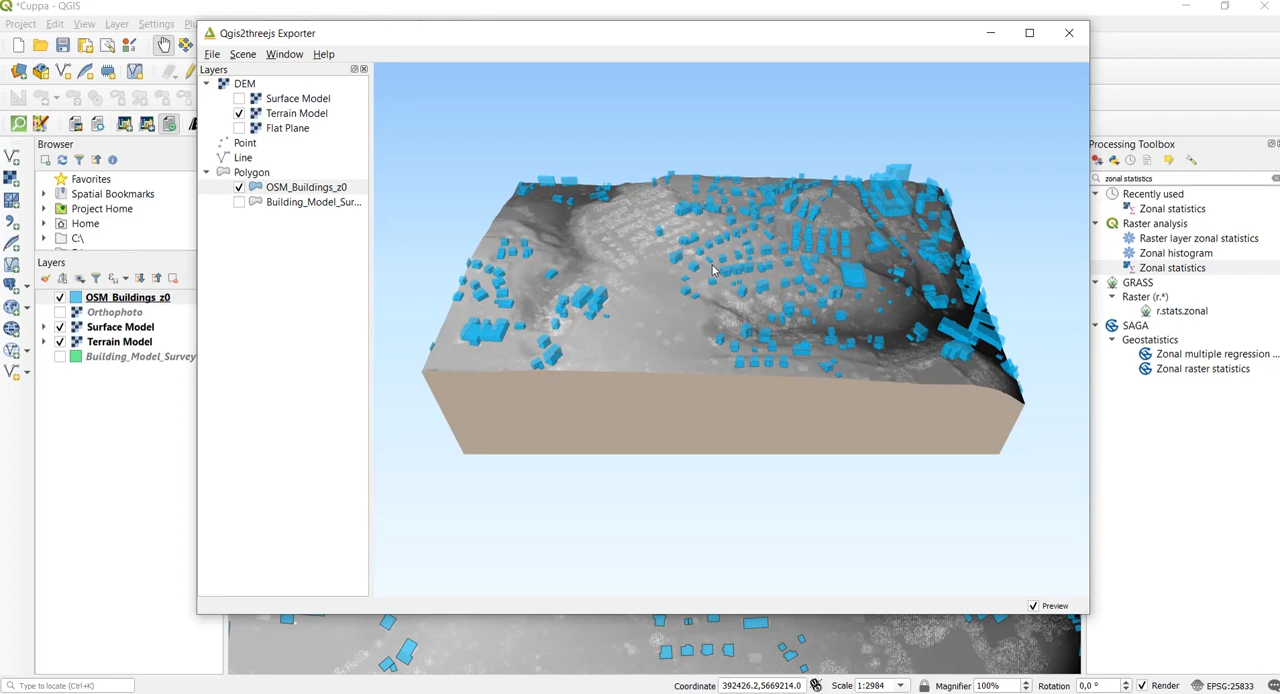 *Cuppa - QGIS
Project Edit View Layer Settings
Qgis2threejs Exporter
File Scene Window Help
Layers
DEM
Surface Model
Terrain Model
Flat Plane
Point
Line
Polygon
OSM_Buildings_z0
Building_Model_Sur...
Preview
Browser
Favorites
Spatial Bookmarks
Project Home
Home
C:\
Layers
OSM_Buildings_z0
Orthophoto
Surface Model
Terrain Model
Building_Model_Survey
Processing Toolbox
zonal statistics
Recently used
Zonal statistics
Raster analysis
Raster layer zonal statistics
Zonal histogram
Zonal statistics
GRASS
Raster (r.*)
r.stats.zonal
SAGA
Geostatistics
Zonal multiple regression ...
Zonal raster statistics
Type to locate (Ctrl+K)
Coordinate 392426.2,5669214.0 Scale 1:2984 Magnifier 100% Rotation 0,0 ° Render EPSG:25833